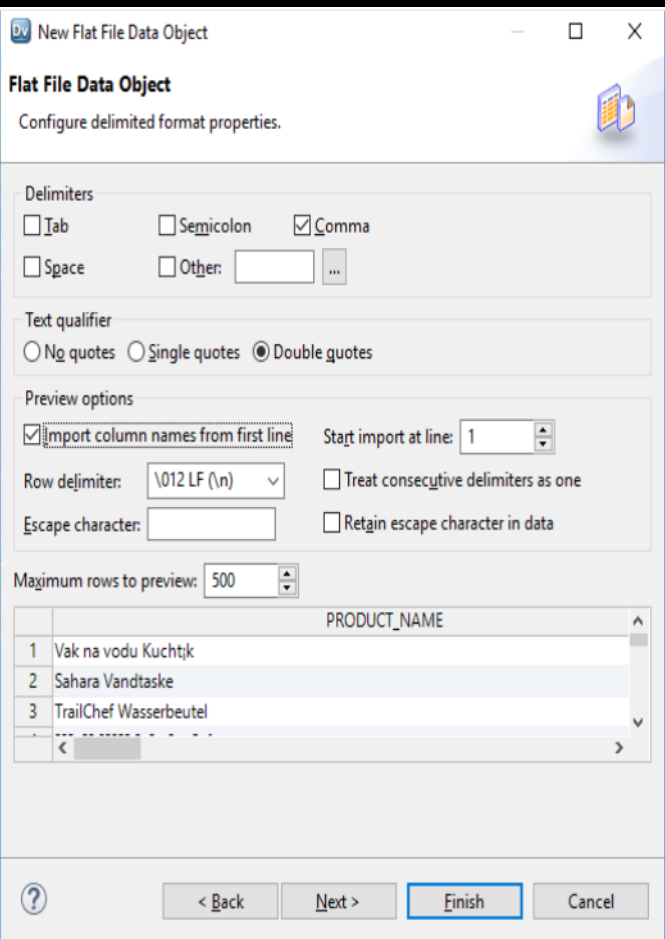 Dv New Flat File Data Object
Flat File Data Object
Configure delimited format properties.
Delimiters
Tab Semicolon Comma
Space Other: ...
Text qualifier
No quotes Single quotes Double quotes
Preview options
Import column names from first line Start import at line: 1
Row delimiter: \012 LF (\n) Treat consecutive delimiters as one
Escape character: Retain escape character in data
Maximum rows to preview: 500
PRODUCT_NAME
1 Vak na vodu Kucht¡k
2 Sahara Vandtaske
3 TrailChef Wasserbeutel
? < Back Next > Finish Cancel